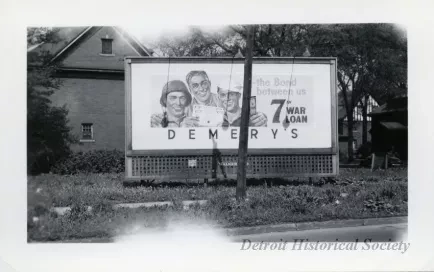 the Bond
between us
7th WAR
LOAN
DEMERYS
Detroit Historical Society